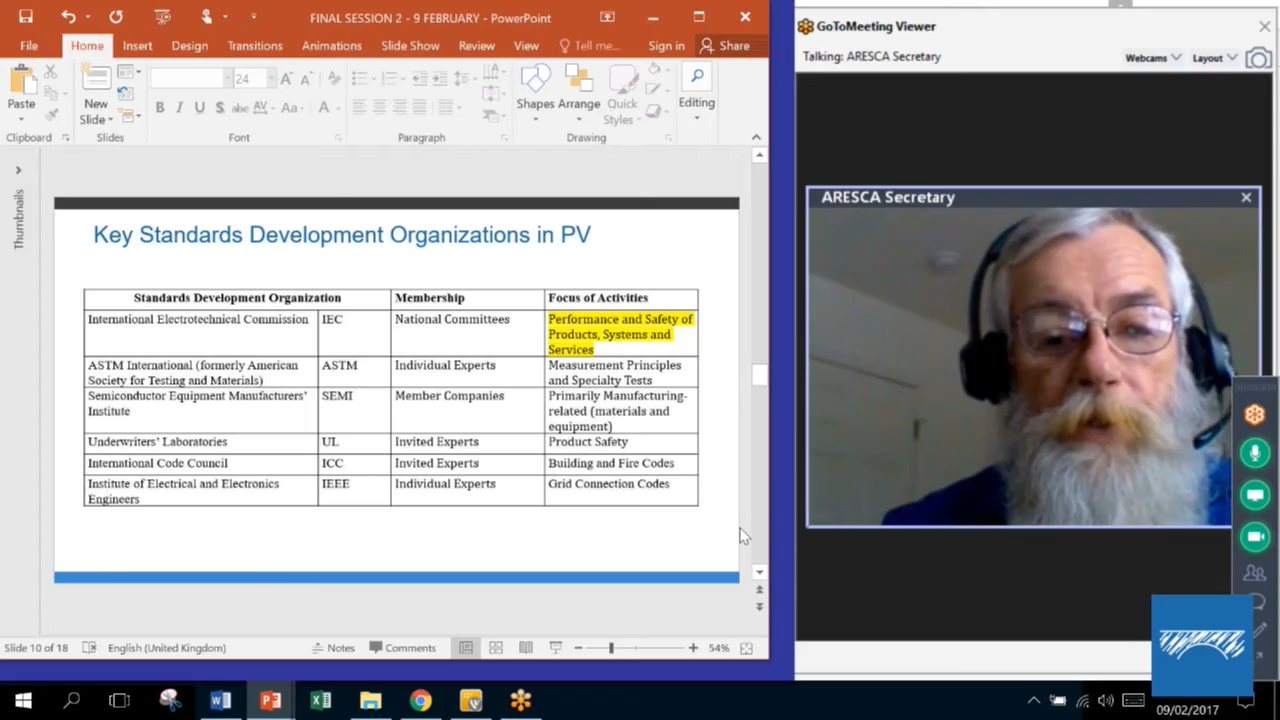 FINAL SESSION 2 - 9 FEBRUARY - PowerPoint
File Home Insert Design Transitions Animations Slide Show Review View Tell me... Sign in Share
Paste
New
Slide
24
B I U S abc AV Aa A
Shapes Arrange Quick
Styles
Editing
Clipboard Slides Font Paragraph Drawing
Thumbnails
Key Standards Development Organizations in PV
Standards Development Organization Membership Focus of Activities
International Electrotechnical Commission IEC National Committees Performance and Safety of
Products, Systems and
Services
ASTM International (formerly American
Society for Testing and Materials) ASTM Individual Experts Measurement Principles
and Specialty Tests
Semiconductor Equipment Manufacturers'
Institute SEMI Member Companies Primarily Manufacturing-
related (materials and
equipment)
Underwriters' Laboratories UL Invited Experts Product Safety
International Code Council ICC Invited Experts Building and Fire Codes
Institute of Electrical and Electronics
Engineers IEEE Individual Experts Grid Connection Codes
Slide 10 of 18 English (United Kingdom) Notes Comments 54%
GoToMeeting Viewer
Talking: ARESCA Secretary
Webcams Layout
ARESCA Secretary
09/02/2017